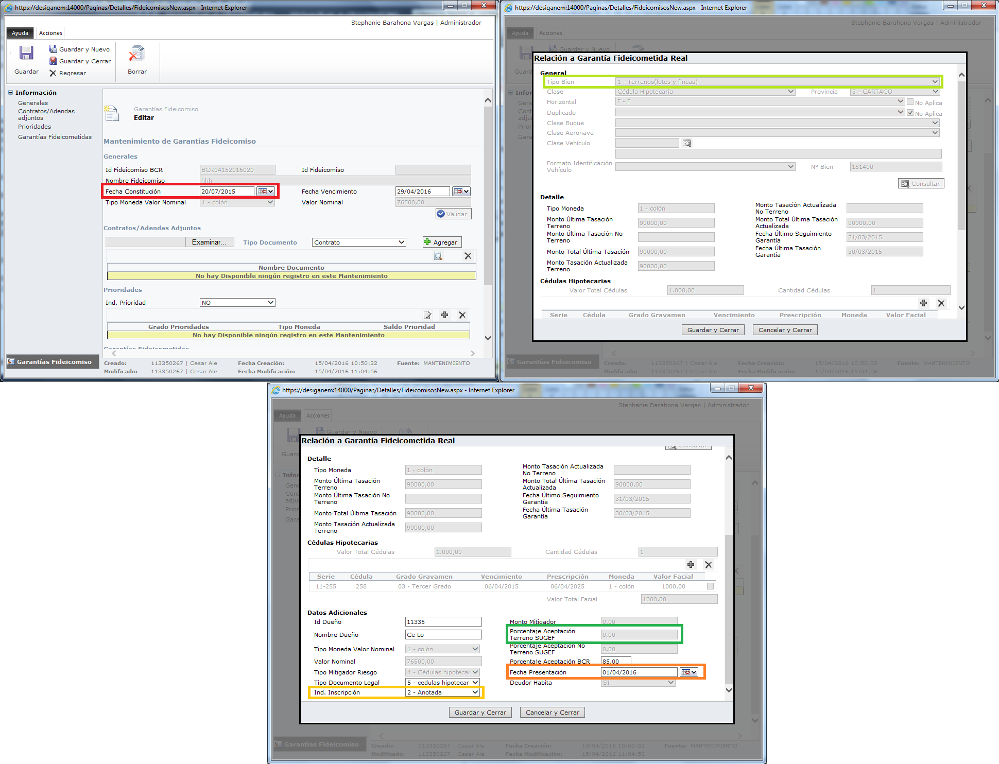 https://desiganem:14000/Paginas/Detalles/FideicomisosNew.aspx - Internet Explorer
Stephanie Barahona Vargas | Administrador
Ayuda Acciones
Guardar
Guardar y Nuevo
Guardar y Cerrar
Regresar
Borrar
Información
Generales
Contratos/Adendas adjuntos
Prioridades
Garantías Fideicometidas
Garantías Fideicomiso
Editar
Mantenimiento de Garantías Fideicomiso
Generales
Id Fideicomiso BCR BCR04152016020 Id Fideicomiso
Nombre Fideicomiso hhh
Fecha Constitución 20/07/2015 Fecha Vencimiento 29/04/2016
Tipo Moneda Valor Nominal 1 - colón Valor Nominal 76500,00
Validar
Contratos/Adendas Adjuntos
Examinar... Tipo Documento Contrato Agregar
Nombre Documento
No hay Disponible ningún registro en este Mantenimiento
Prioridades
Ind. Prioridad NO
Grado Prioridades Tipo Moneda Saldo Prioridad
No hay Disponible ningún registro en este Mantenimiento
Garantías Fideicometidas
Garantías Fideicomiso
Creado: 113350267 | Cesar Ale Fecha Creación: 15/04/2016 10:50:32 Fuente: MANTENIMIENTO
Modificado: 113350267 | Cesar Ale Fecha Modificación: 15/04/2016 11:04:56
https://desiganem:14000/Paginas/Detalles/FideicomisosNew.aspx - Internet Explorer
Stephanie Barahona Vargas | Administrador
Ayuda Acciones
Guardar y Nuevo
Relación a Garantía Fideicometida Real
General
Tipo Bien 1 - Terrenos(lotes y fincas)
Clase Cédula Hipotecaria Provincia 3 - CARTAGO
Horizontal F - F No Aplica
Duplicado No Aplica
Clase Buque
Clase Aeronave
Clase Vehículo
Formato Identificación Vehículo N° Bien 181400
Consultar
Detalle
Tipo Moneda 1 - colón Monto Tasación Actualizada No Terreno
Monto Última Tasación Terreno 90000,00 Monto Total Última Tasación Actualizada 90000,00
Monto Última Tasación No Terreno Fecha Último Seguimiento Garantía 31/03/2015
Monto Total Última Tasación 90000,00 Fecha Última Tasación Garantía 30/03/2015
Monto Tasación Actualizada Terreno 90000,00
Cédulas Hipotecarias
Valor Total Cédulas 1.000,00 Cantidad Cédulas 1
Serie Cédula Grado Gravamen Vencimiento Prescripción Moneda Valor Facial
Guardar y Cerrar Cancelar y Cerrar
Garantías Fideicomiso
Creado: 113350267 | Cesar Ale Fecha Creación: 15/04/2016 10:50:32 Fuente: MANTENIMIENTO
Modificado: 113350267 | Cesar Ale Fecha Modificación: 15/04/2016 11:04:56
https://desiganem:14000/Paginas/Detalles/FideicomisosNew.aspx - Internet Explorer
Stephanie Barahona Vargas | Administrador
Ayuda Acciones
Guardar y Nuevo
Relación a Garantía Fideicometida Real
Consultar
Detalle
Tipo Moneda 1 - colón Monto Tasación Actualizada No Terreno
Monto Última Tasación Terreno 90000,00 Monto Total Última Tasación Actualizada 90000,00
Monto Última Tasación No Terreno Fecha Último Seguimiento Garantía 31/03/2015
Monto Total Última Tasación 90000,00 Fecha Última Tasación Garantía 30/03/2015
Monto Tasación Actualizada Terreno 90000,00
Cédulas Hipotecarias
Valor Total Cédulas 1.000,00 Cantidad Cédulas 1
Serie Cédula Grado Gravamen Vencimiento Prescripción Moneda Valor Facial
11-255 258 03 - Tercer Grado 06/04/2015 06/04/2025 1 - colón 1000,00
Valor Total Facial 1000,00
Datos Adicionales
Id Dueño 11335 Monto Mitigador 0,00
Nombre Dueño Ce Lo Porcentaje Aceptación Terreno SUGEF 0,00
Tipo Moneda Valor Nominal 1 - colón Porcentaje Aceptación No Terreno SUGEF 0,00
Valor Nominal 76500,00 Porcentaje Aceptación BCR 85,00
Tipo Mitigador Riesgo 4 - Cédulas hipotecar Fecha Presentación 01/04/2016
Tipo Documento Legal 5 - cedulas hipotecar Deudor Habita SI
Ind. Inscripción 2 - Anotada
Guardar y Cerrar Cancelar y Cerrar
Garantías Fideicomiso
Creado: 113350267 | Cesar Ale Fecha Creación: 15/04/2016 10:50:32 Fuente: MANTENIMIENTO
Modificado: 113350267 | Cesar Ale Fecha Modificación: 15/04/2016 11:04:56